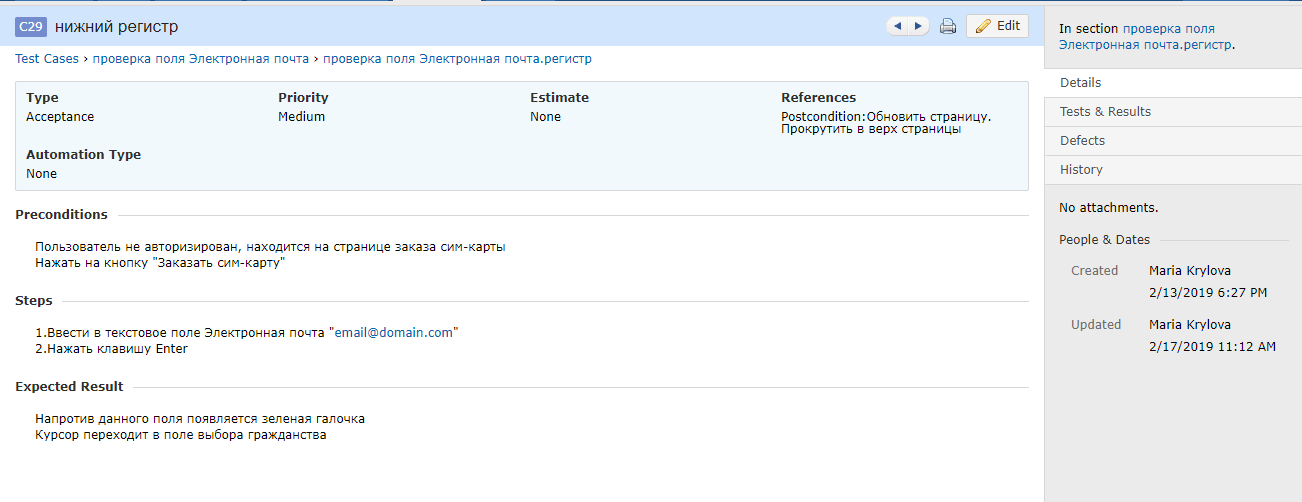 C29 нижний регистр
Edit
Test Cases › проверка поля Электронная почта › проверка поля Электронная почта.регистр
Type
Acceptance
Priority
Medium
Estimate
None
References
Postcondition:Обновить страницу.
Прокрутить в верх страницы
Automation Type
None
Preconditions
Пользователь не авторизирован, находится на странице заказа сим-карты
Нажать на кнопку "Заказать сим-карту"
Steps
1.Ввести в текстовое поле Электронная почта "email@domain.com"
2.Нажать клавишу Enter
Expected Result
Напротив данного поля появляется зеленая галочка
Курсор переходит в поле выбора гражданства
In section проверка поля
Электронная почта.регистр.
Details
Tests & Results
Defects
History
No attachments.
People & Dates
Created Maria Krylova
2/13/2019 6:27 PM
Updated Maria Krylova
2/17/2019 11:12 AM